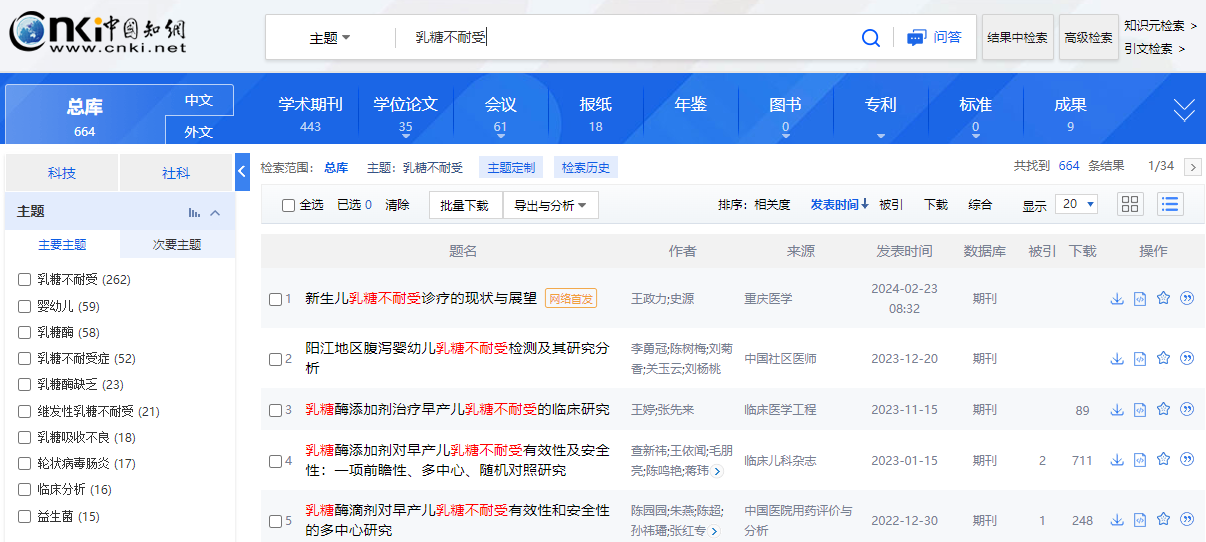 Cnki中国知网
www.cnki.net
主题 乳糖不耐受 问答 结果中检索 高级检索 知识元检索 >
引文检索 >
总库 664 中文 外文 学术期刊 443 学位论文 35 会议 61 报纸 18 年鉴 图书 0 专利 标准 0 成果 9
科技 社科
检索范围: 总库 主题: 乳糖不耐受 主题定制 检索历史 共找到 664 条结果 1/34 >
主题
全选 已选 0 清除 批量下载 导出与分析 排序: 相关度 发表时间↓ 被引 下载 综合 显示 20
主要主题 次要主题
乳糖不耐受 (262)
婴幼儿 (59)
乳糖酶 (58)
乳糖不耐受症 (52)
乳糖酶缺乏 (23)
继发性乳糖不耐受 (21)
乳糖吸收不良 (18)
轮状病毒肠炎 (17)
临床分析 (16)
益生菌 (15)
题名 作者 来源 发表时间 数据库 被引 下载 操作
1 新生儿乳糖不耐受诊疗的现状与展望 网络首发 王政力;史源 重庆医学 2024-02-23
08:32 期刊
2 阳江地区腹泻婴幼儿乳糖不耐受检测及其研究分
析 李勇冠;陈树梅;刘菊
香;关玉云;刘杨桃 中国社区医师 2023-12-20 期刊
3 乳糖酶添加剂治疗早产儿乳糖不耐受的临床研究 王婷;张先来 临床医学工程 2023-11-15 期刊 89
4 乳糖酶添加剂对早产儿乳糖不耐受有效性及安全
性：一项前瞻性、多中心、随机对照研究 查新祎;王依闻;毛朋
亮;陈鸣艳;蒋玮 临床儿科杂志 2023-01-15 期刊 2 711
5 乳糖酶滴剂对早产儿乳糖不耐受有效性和安全性
的多中心研究 陈园园;朱燕;陈超;
孙祎璠;张红专 中国医院用药评价与
分析 2022-12-30 期刊 1 248